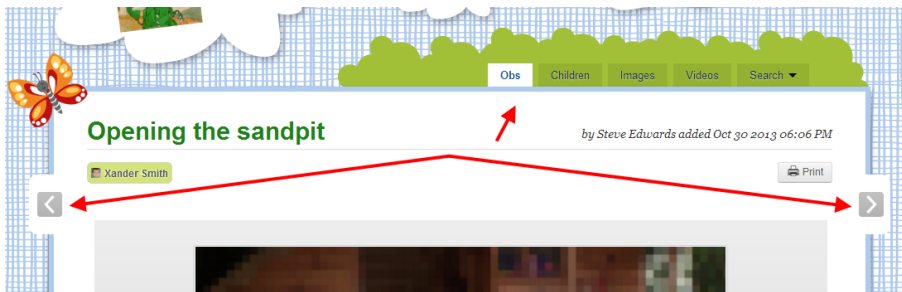 Obs Children Images Videos Search
Opening the sandpit
by Steve Edwards added Oct 30 2013 06:06 PM
Xander Smith
Print